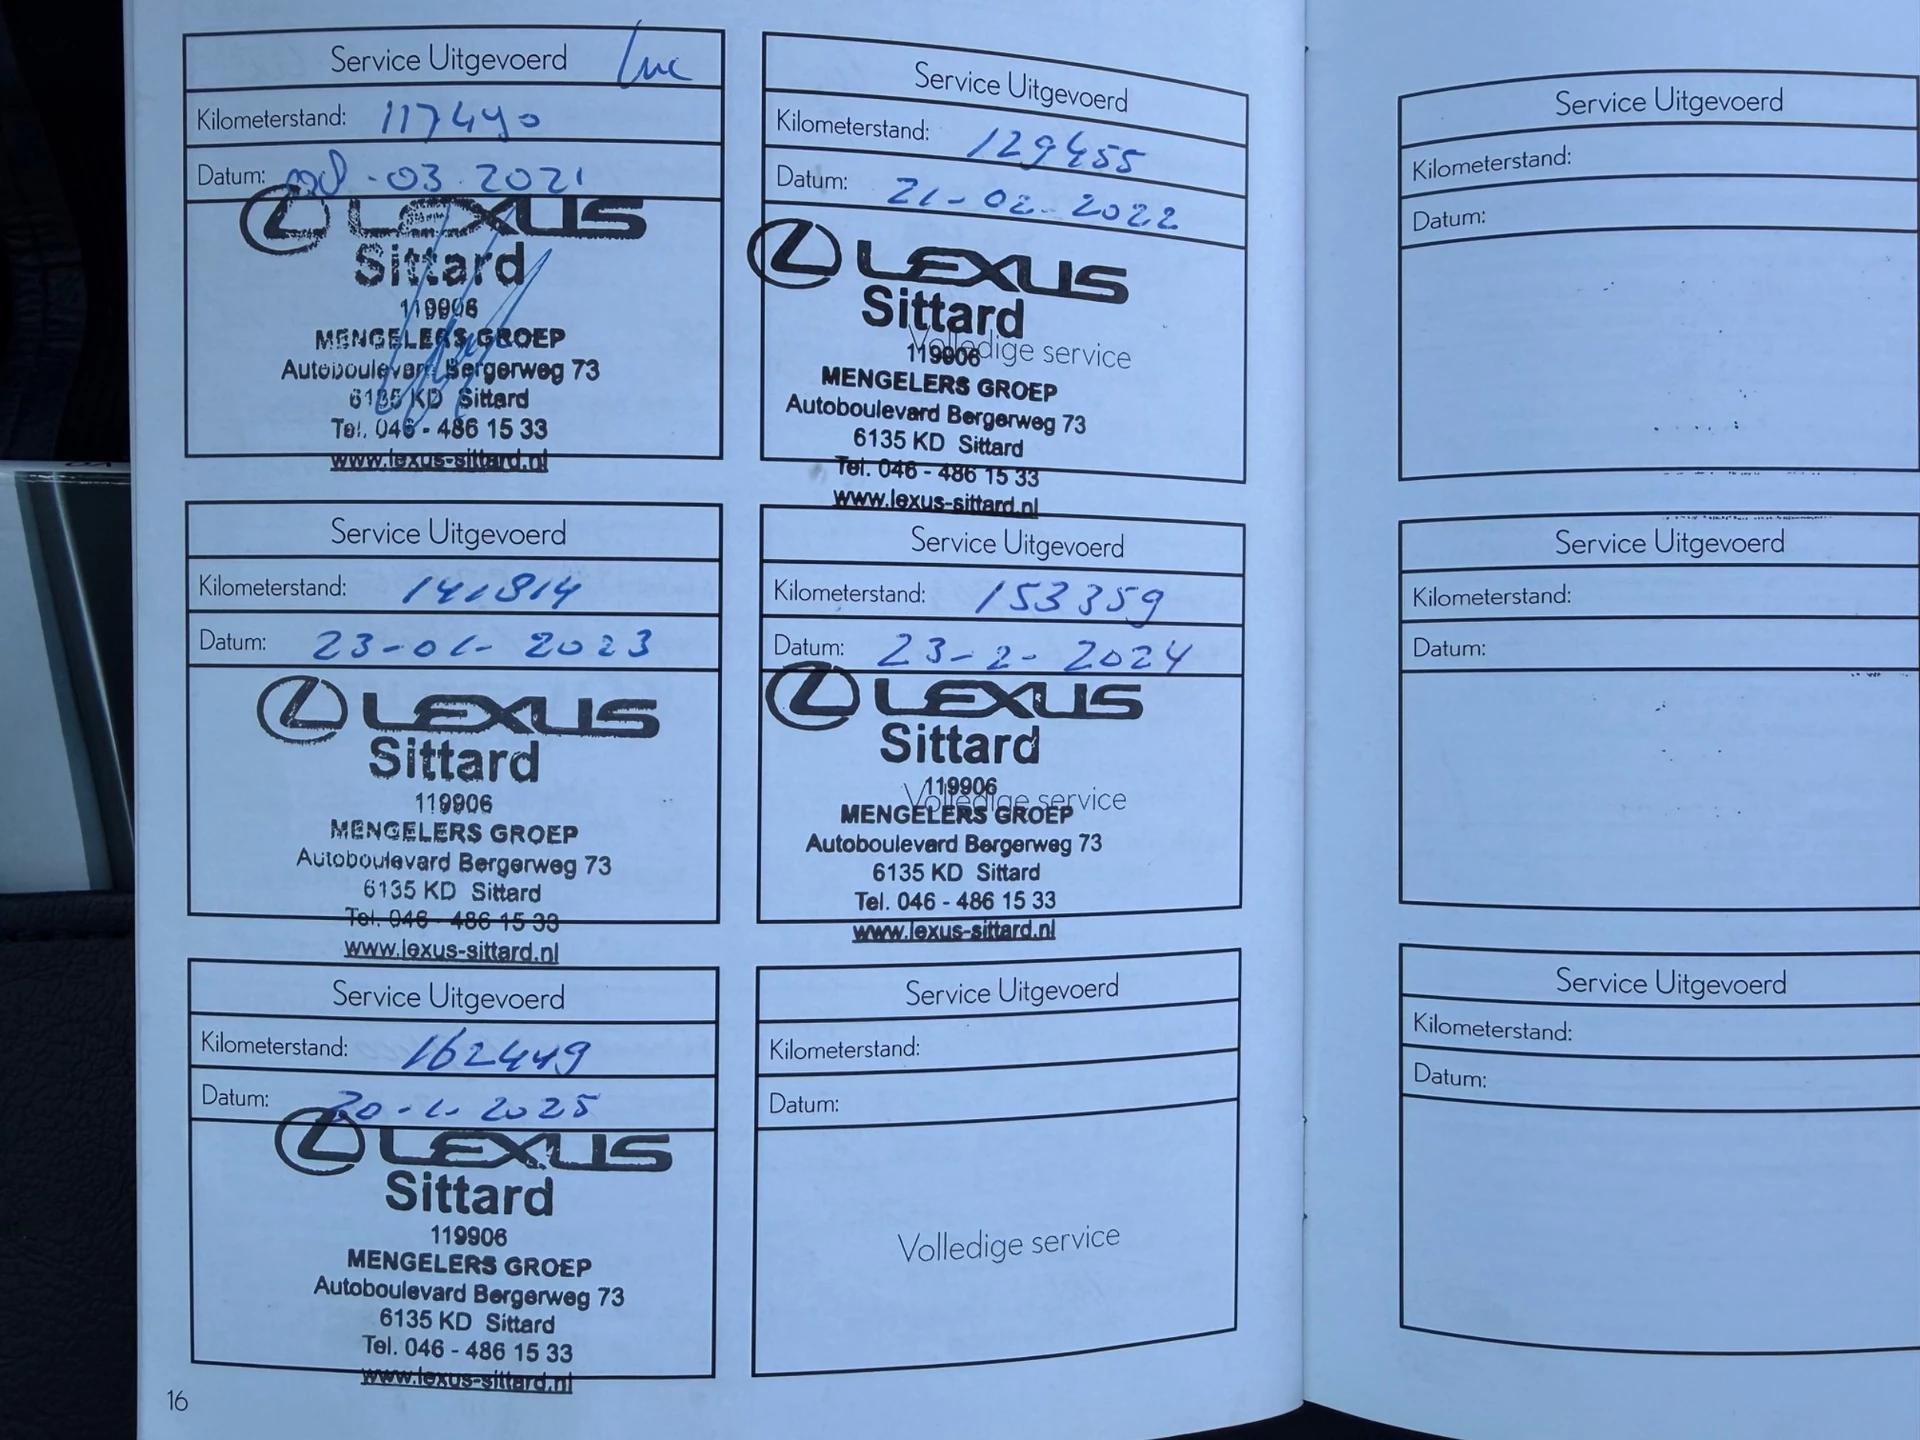 Service Uitgevoerd Luc
Kilometerstand: 117490
Datum: 08-03.2021
LEXUS
Sittard
119906
MENGELERS GROEP
Autoboulevard Bergerweg 73
6135 KD Sittard
Tel. 046 - 486 15 33
www.lexus-sittard.nl
Service Uitgevoerd
Kilometerstand: 129455
Datum: 21-02-2022
LEXUS
Sittard
Volledige service
119906
MENGELERS GROEP
Autoboulevard Bergerweg 73
6135 KD Sittard
Tel. 046 - 486 15 33
www.lexus-sittard.nl
Service Uitgevoerd
Kilometerstand: 141814
Datum: 23-01-2023
LEXUS
Sittard
119906
MENGELERS GROEP
Autoboulevard Bergerweg 73
6135 KD Sittard
Tel. 046 - 486 15 33
www.lexus-sittard.nl
Service Uitgevoerd
Kilometerstand: 153359
Datum: 23-2-2024
LEXUS
Sittard
119906
Volledige service
MENGELERS GROEP
Autoboulevard Bergerweg 73
6135 KD Sittard
Tel. 046 - 486 15 33
www.lexus-sittard.nl
Service Uitgevoerd
Kilometerstand: 162449
Datum: 20-1-2025
LEXUS
Sittard
119906
MENGELERS GROEP
Autoboulevard Bergerweg 73
6135 KD Sittard
Tel. 046 - 486 15 33
www.lexus-sittard.nl
Service Uitgevoerd
Kilometerstand:
Datum:
Volledige service
16
Service Uitgevoerd
Kilometerstand:
Datum:
Service Uitgevoerd
Kilometerstand:
Datum:
Service Uitgevoerd
Kilometerstand:
Datum: